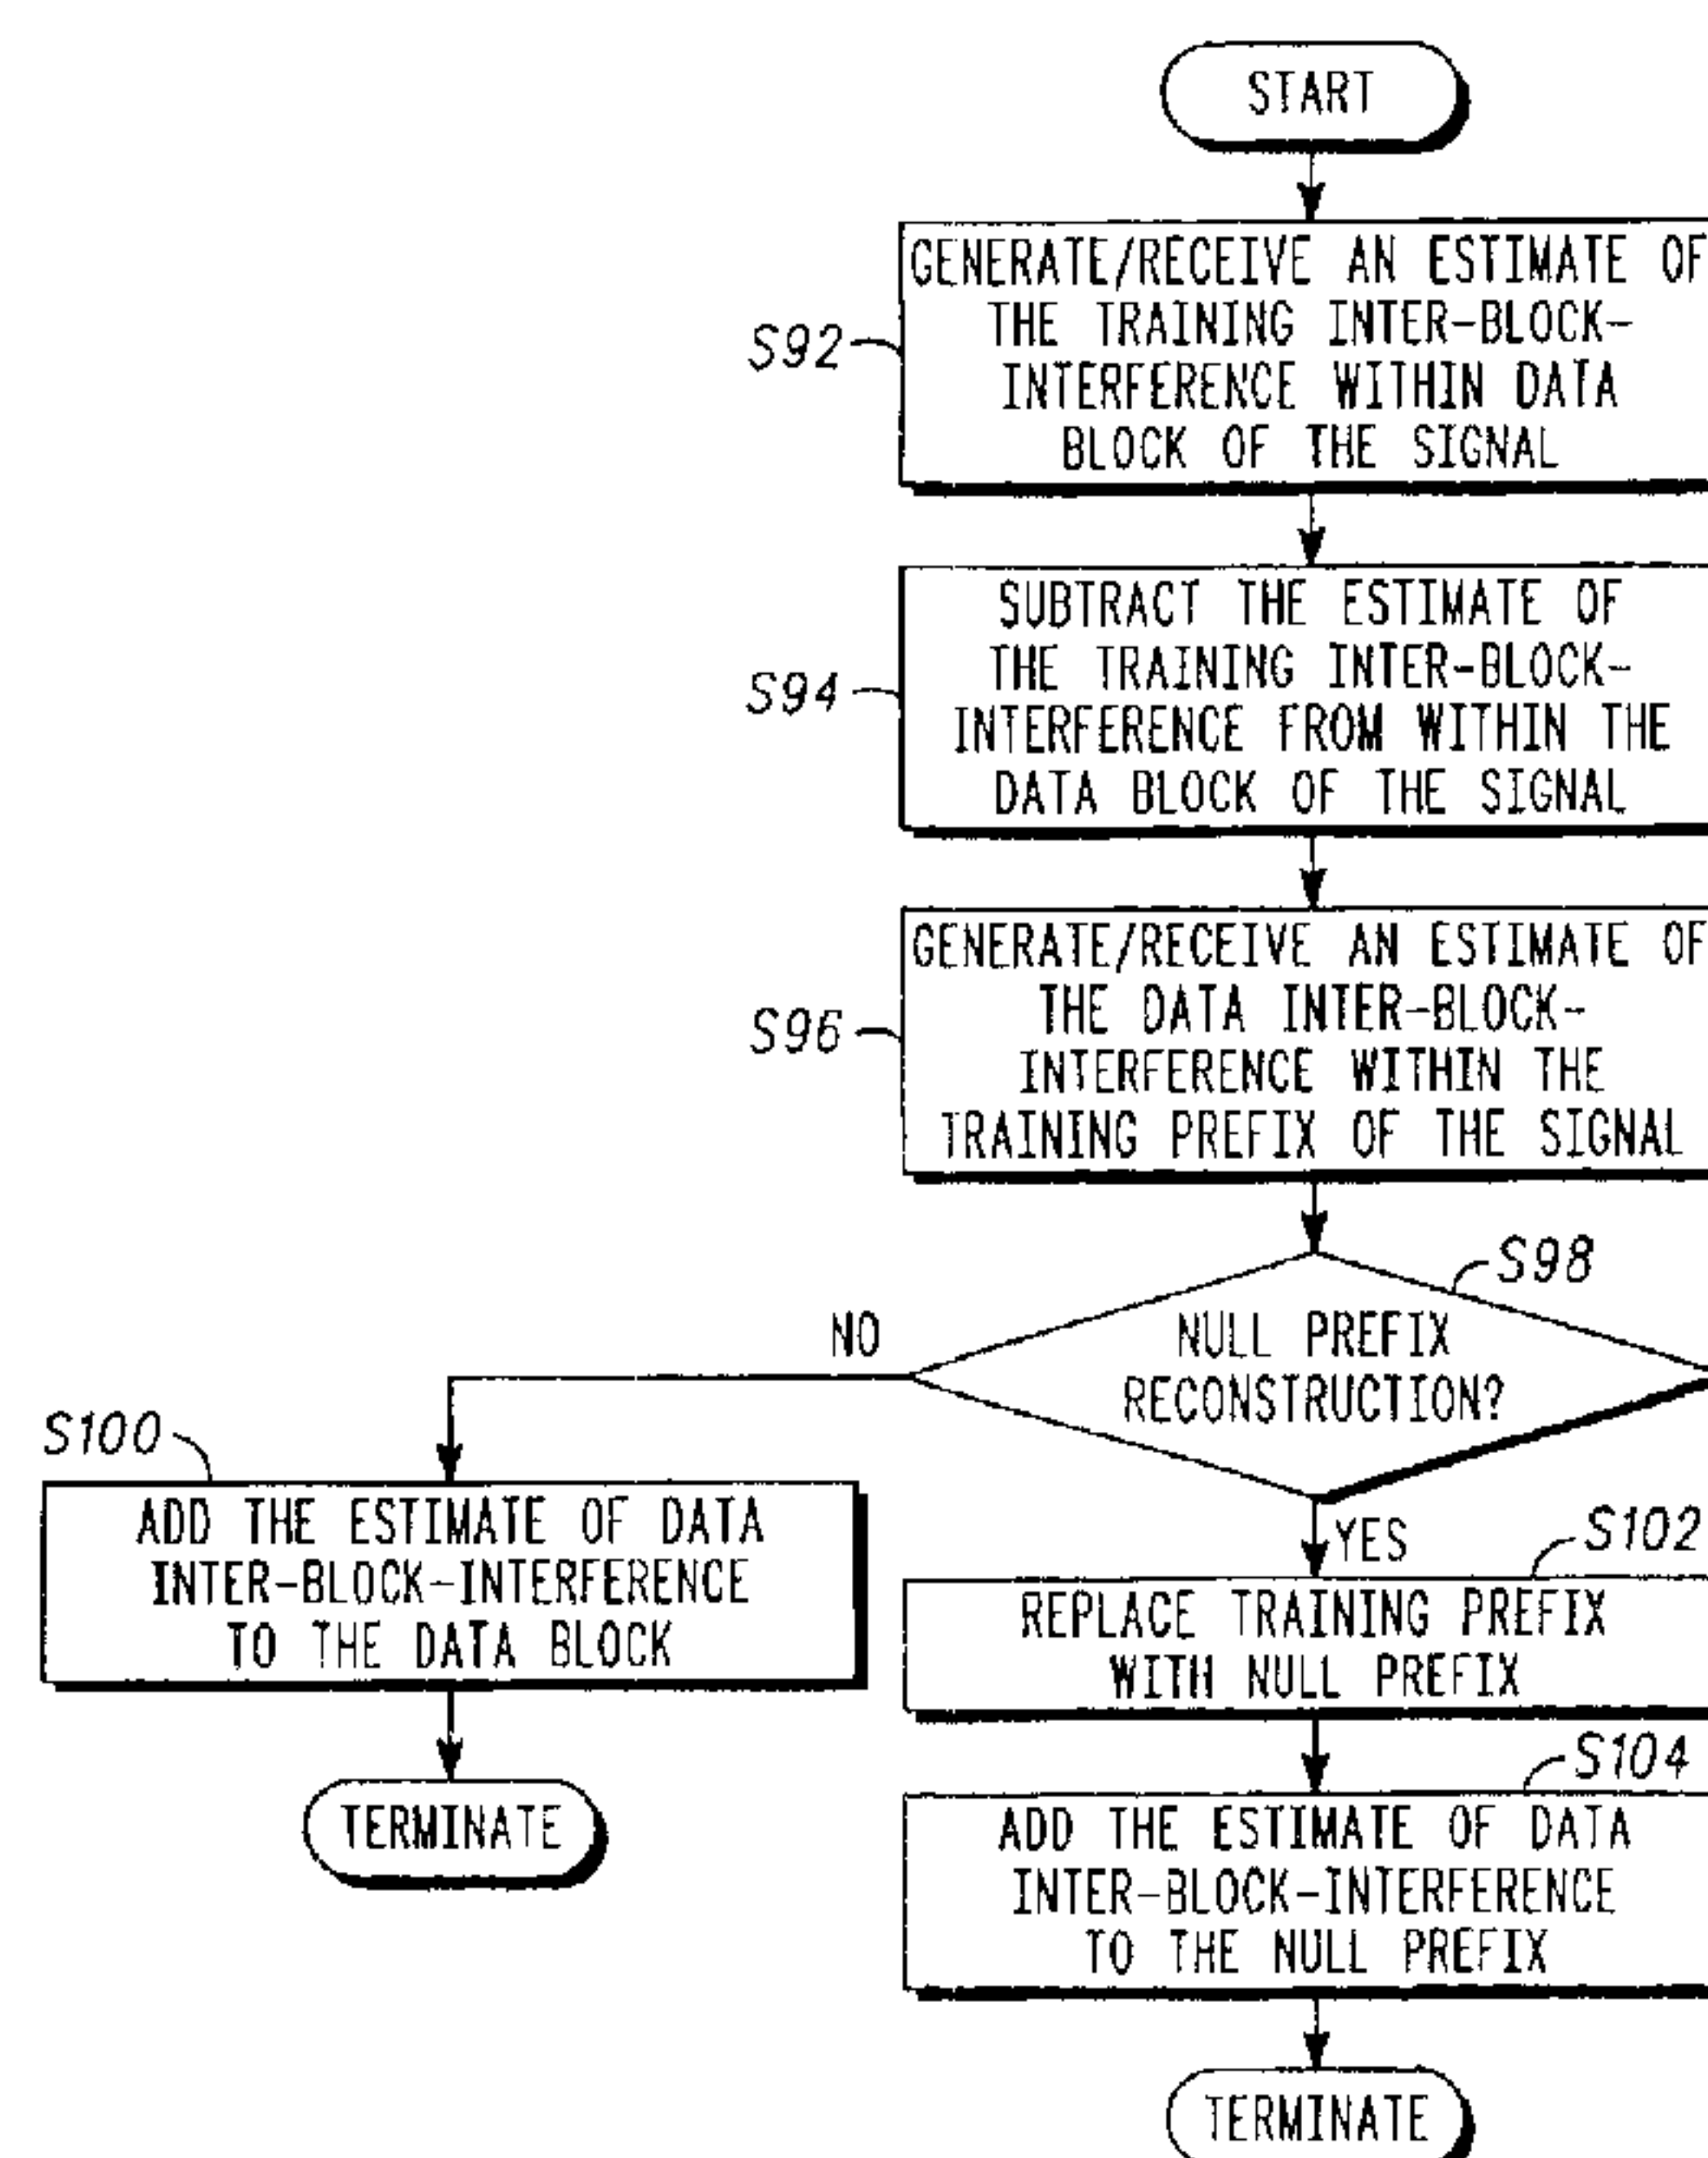 START
GENERATE/RECEIVE AN ESTIMATE OF
THE TRAINING INTER-BLOCK-
INTERFERENCE WITHIN DATA
BLOCK OF THE SIGNAL
S92
SUBTRACT THE ESTIMATE OF
THE TRAINING INTER-BLOCK-
INTERFERENCE FROM WITHIN THE
DATA BLOCK OF THE SIGNAL
S94
GENERATE/RECEIVE AN ESTIMATE OF
THE DATA INTER-BLOCK-
INTERFERENCE WITHIN THE
TRAINING PREFIX OF THE SIGNAL
S96
S98
NULL PREFIX
RECONSTRUCTION?
NO
S100
ADD THE ESTIMATE OF DATA
INTER-BLOCK-INTERFERENCE
TO THE DATA BLOCK
TERMINATE
YES
S102
REPLACE TRAINING PREFIX
WITH NULL PREFIX
S104
ADD THE ESTIMATE OF DATA
INTER-BLOCK-INTERFERENCE
TO THE NULL PREFIX
TERMINATE